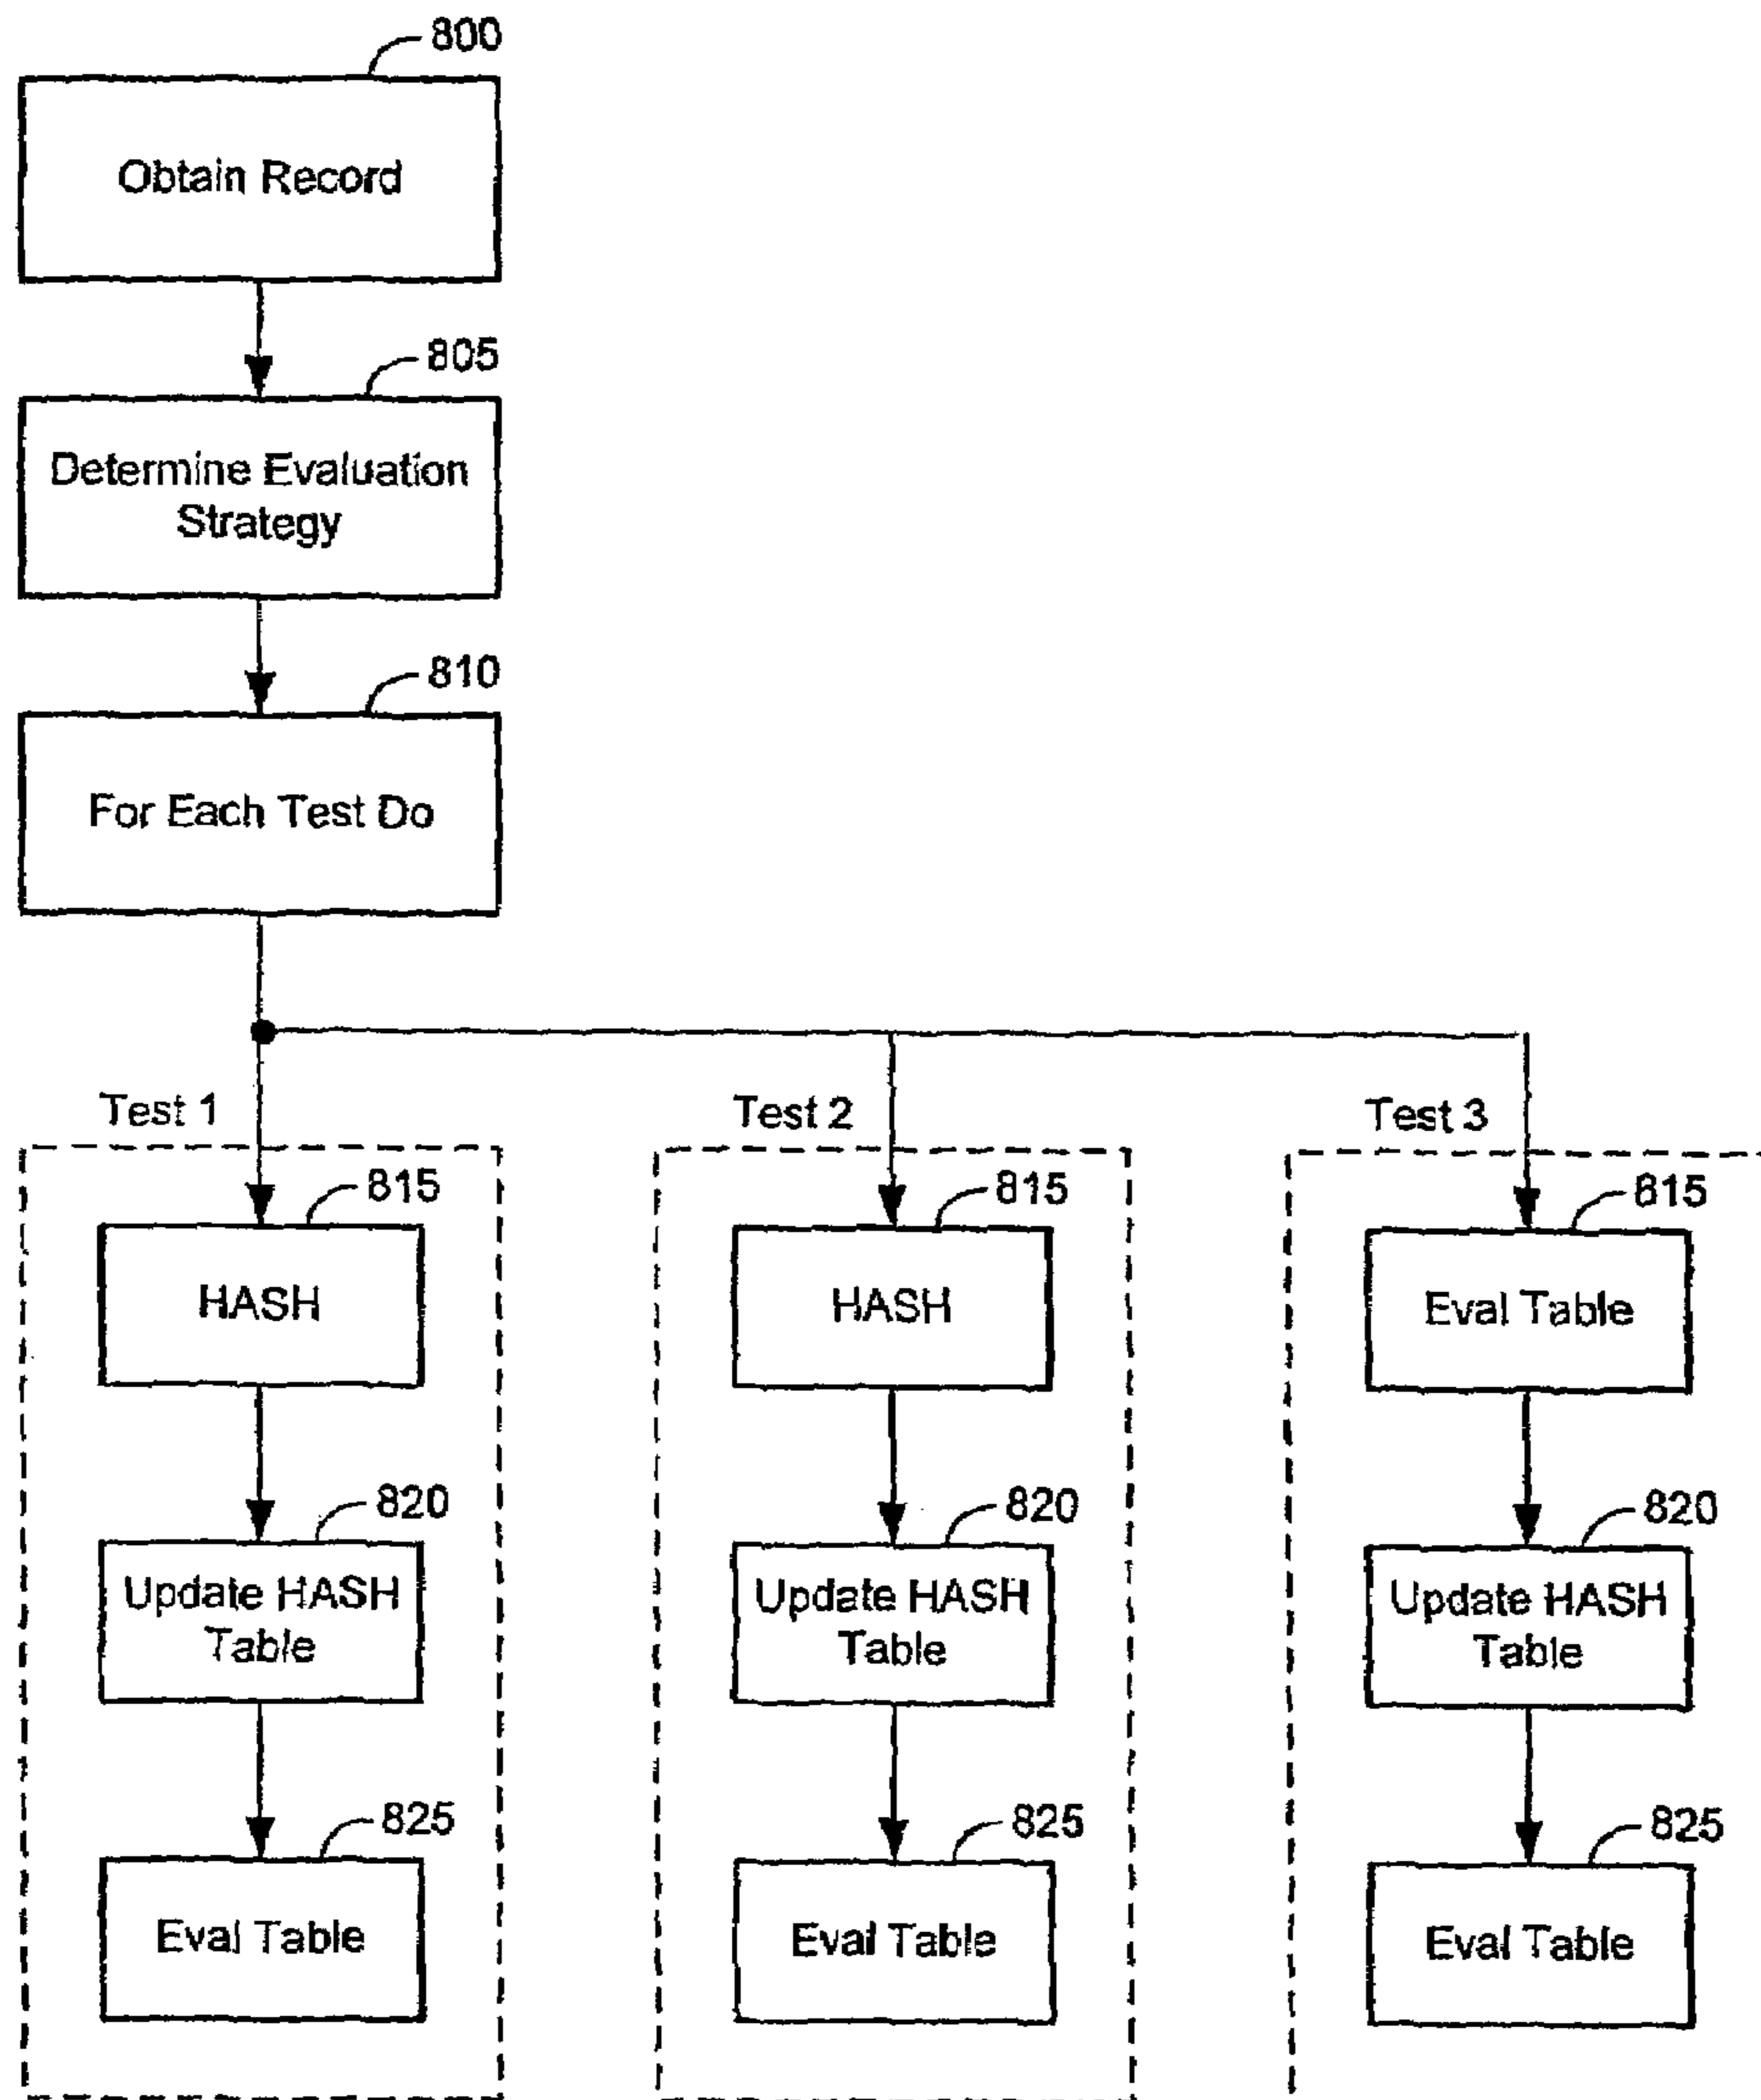 800
Obtain Record
805
Determine Evaluation
Strategy
810
For Each Test Do
Test 1
Test 2
Test 3
815
HASH
815
HASH
815
Eval Table
820
Update HASH
Table
820
Update HASH
Table
820
Update HASH
Table
825
Eval Table
825
Eval Table
825
Eval Table